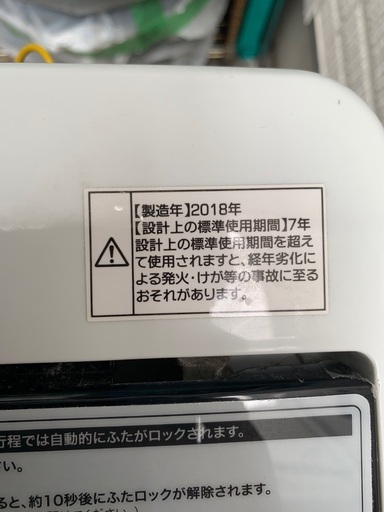 【製造年】2018年
【設計上の標準使用期間】7年
設計上の標準使用期間を超え
て使用されますと、経年劣化に
よる発火・けが等の事故に至る
おそれがあります。
行程では自動的にふたがロックされます。
さい。
ると、約10秒後にふたロックが解除されます。